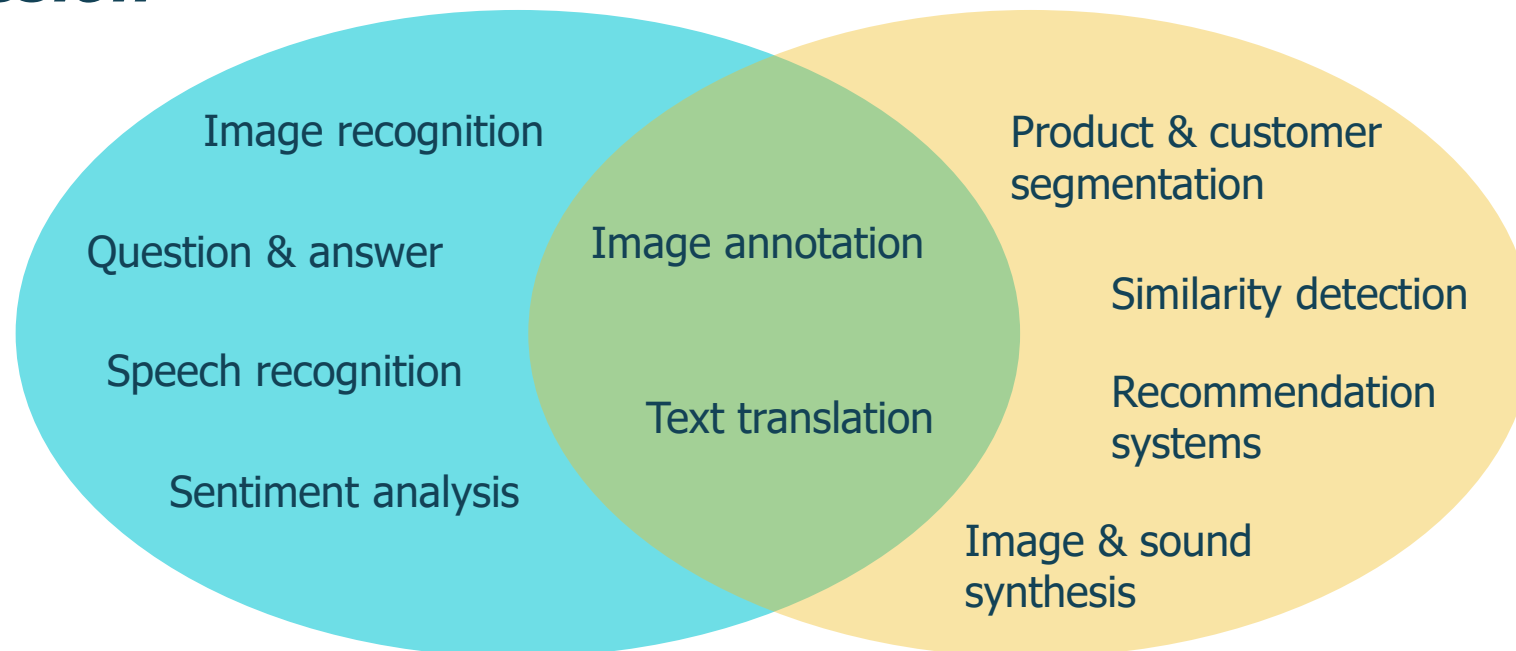 Image recognition
Question & answer
Speech recognition
Sentiment analysis
Image annotation
Text translation
Product & customer
segmentation
Similarity detection
Recommendation
systems
Image & sound
synthesis